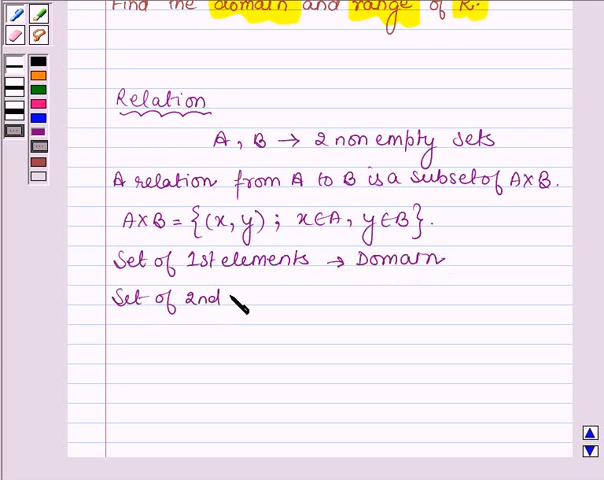 Find the domain and range of R.
Relation
A, B → 2 non empty sets
A relation from A to B is a subset of A×B.
A×B = {(x, y) ; x∈A, y∈B}.
Set of 1st elements → Domain
Set of 2nd